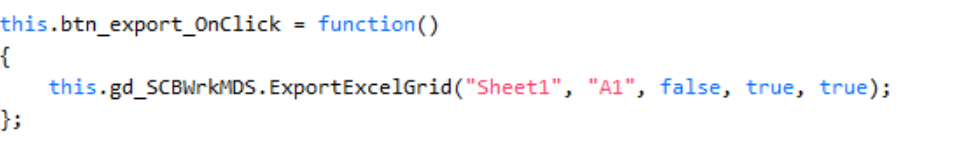 this.btn_export_OnClick = function()
{
    this.gd_SCBWrkMDS.ExportExcelGrid("Sheet1", "A1", false, true, true);
};